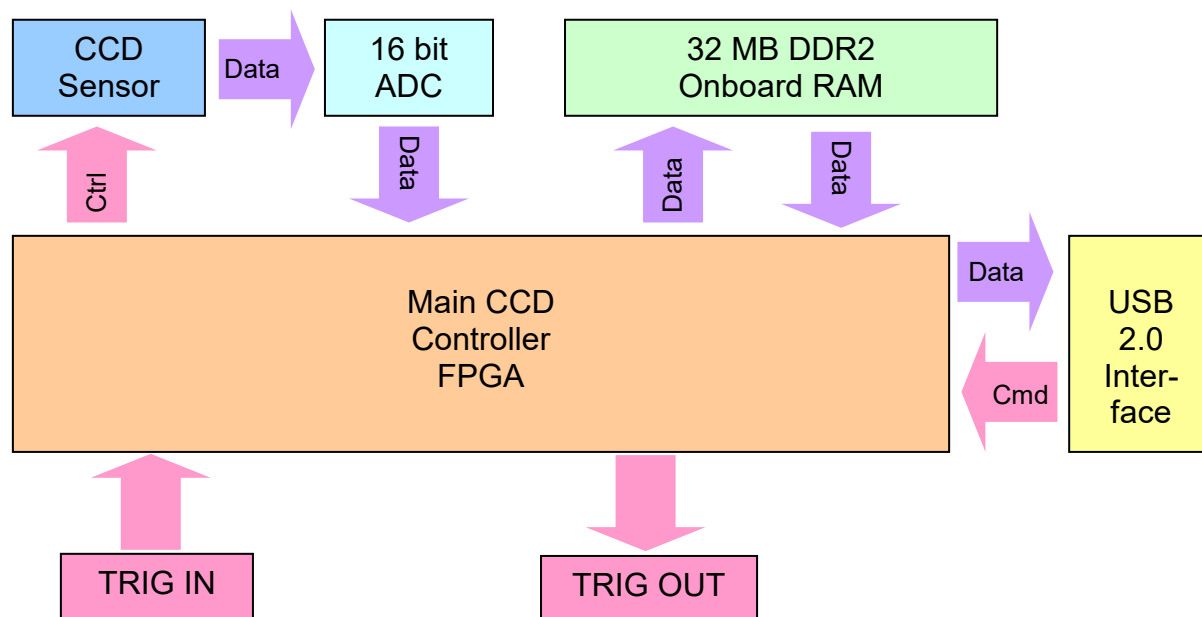 CCD
Sensor
Data
16 bit
ADC
32 MB DDR2
Onboard RAM
Ctrl
Data
Data
Data
Main CCD
Controller
FPGA
Data
Cmd
USB
2.0
Inter-
face
TRIG IN
TRIG OUT